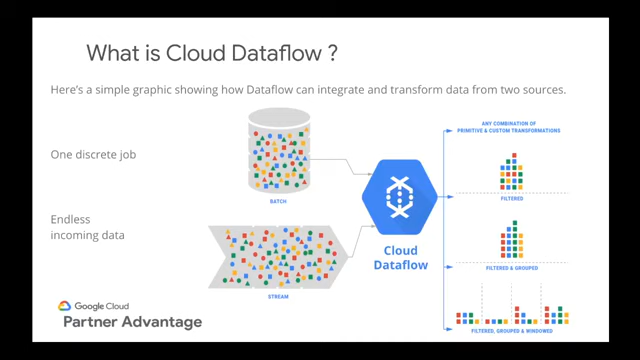 What is Cloud Dataflow ?
Here's a simple graphic showing how Dataflow can integrate and transform data from two sources.
One discrete job
Endless
incoming data
BATCH
STREAM
Cloud
Dataflow
ANY COMBINATION OF
PRIMITIVE & CUSTOM TRANSFORMATIONS
FILTERED
FILTERED & GROUPED
FILTERED, GROUPED & WINDOWED
Google Cloud
Partner Advantage